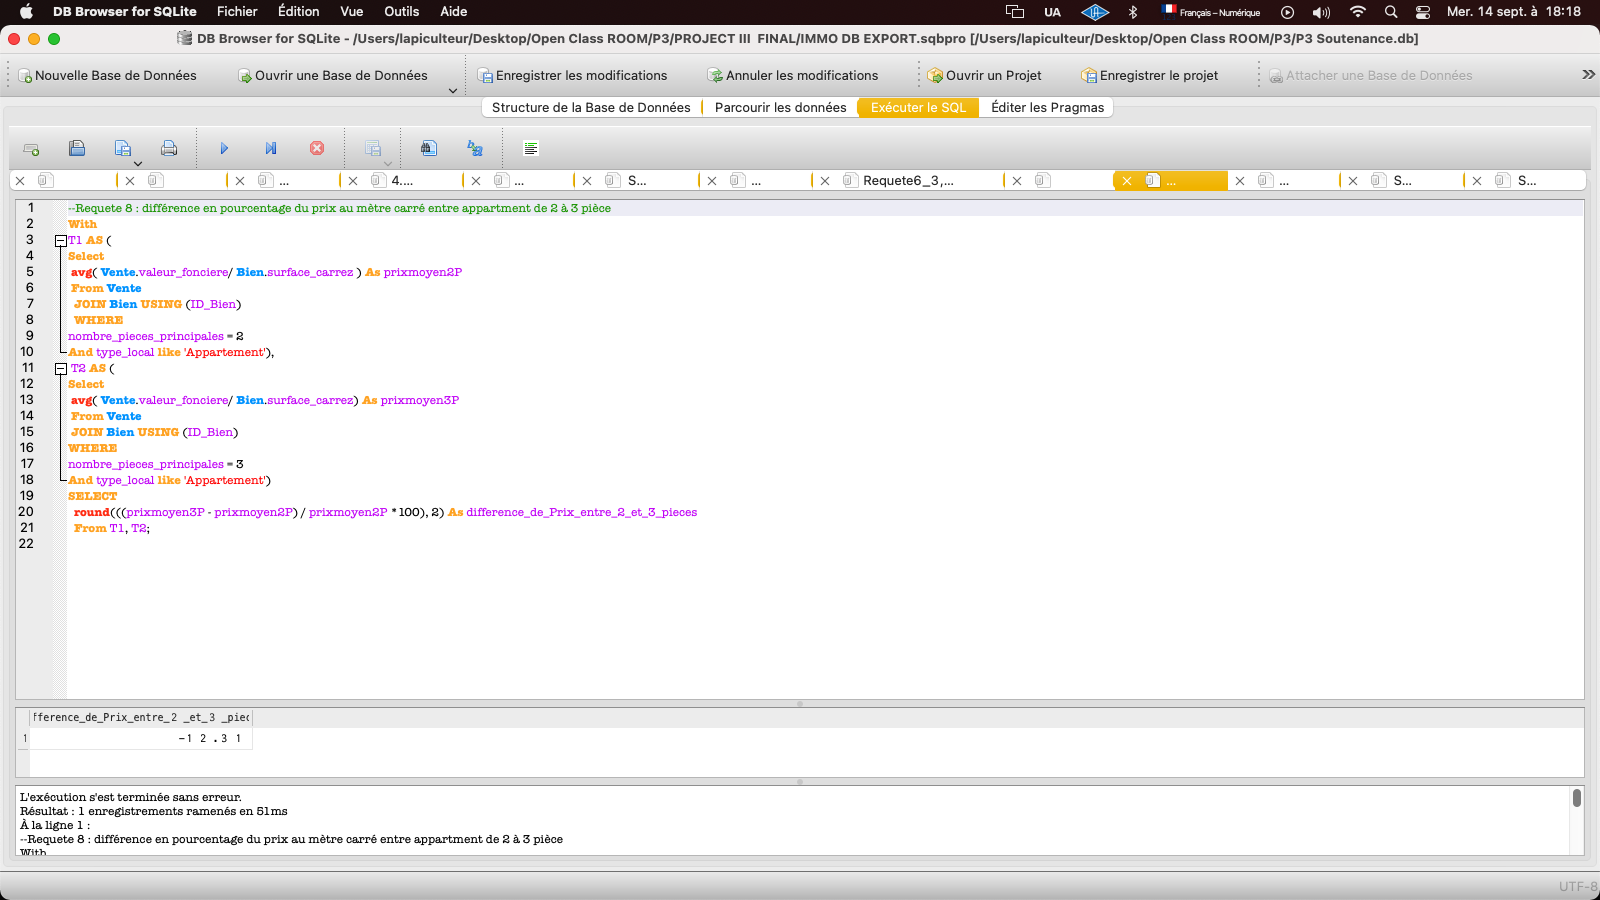 DB Browser for SQLite Fichier Édition Vue Outils Aide UA Français – Numérique Mer. 14 sept. à 18:18
DB Browser for SQLite - /Users/lapiculteur/Desktop/Open Class ROOM/P3/PROJECT III FINAL/IMMO DB EXPORT.sqbpro [/Users/lapiculteur/Desktop/Open Class ROOM/P3/P3 Soutenance.db]
Nouvelle Base de Données Ouvrir une Base de Données Enregistrer les modifications Annuler les modifications Ouvrir un Projet Enregistrer le projet Attacher une Base de Données »
Structure de la Base de Données Parcourir les données Exécuter le SQL Éditer les Pragmas
... 4.... ... S... ... Requete6_3,... ... ... S... S...
1 --Requete 8 : différence en pourcentage du prix au mètre carré entre appartment de 2 à 3 pièce
2 With
3 T1 AS (
4 Select
5 avg( Vente.valeur_fonciere/ Bien.surface_carrez ) As prixmoyen2P
6 From Vente
7 JOIN Bien USING (ID_Bien)
8 WHERE
9 nombre_pieces_principales = 2
10 And type_local like 'Appartement'),
11 T2 AS (
12 Select
13 avg( Vente.valeur_fonciere/ Bien.surface_carrez) As prixmoyen3P
14 From Vente
15 JOIN Bien USING (ID_Bien)
16 WHERE
17 nombre_pieces_principales = 3
18 And type_local like 'Appartement')
19 SELECT
20 round(((prixmoyen3P - prixmoyen2P) / prixmoyen2P * 100), 2) As difference_de_Prix_entre_2_et_3_pieces
21 From T1, T2;
22
fference_de_Prix_entre_2 _et_3 _piec
1 -1 2 .3 1
L'exécution s'est terminée sans erreur.
Résultat : 1 enregistrements ramenés en 51ms
À la ligne 1 :
--Requete 8 : différence en pourcentage du prix au mètre carré entre appartment de 2 à 3 pièce
With
UTF-8